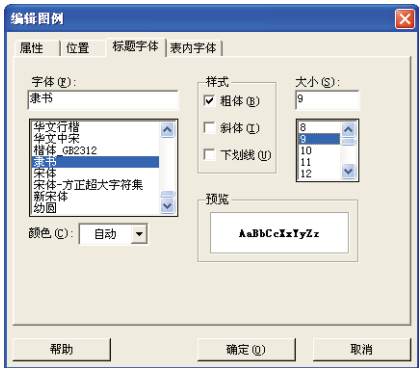 编辑图例
属性 位置 标题字体 表内字体
字体(F):
隶书
华文行楷
华文中宋
楷体_GB2312
隶书
宋体
宋体-方正超大字符集
新宋体
幼圆
颜色(C): 自动
样式
粗体(B)
斜体(I)
下划线(U)
大小(S):
9
8
9
10
11
12
预览
AaBbCcXxYyZz
帮助 确定(O) 取消